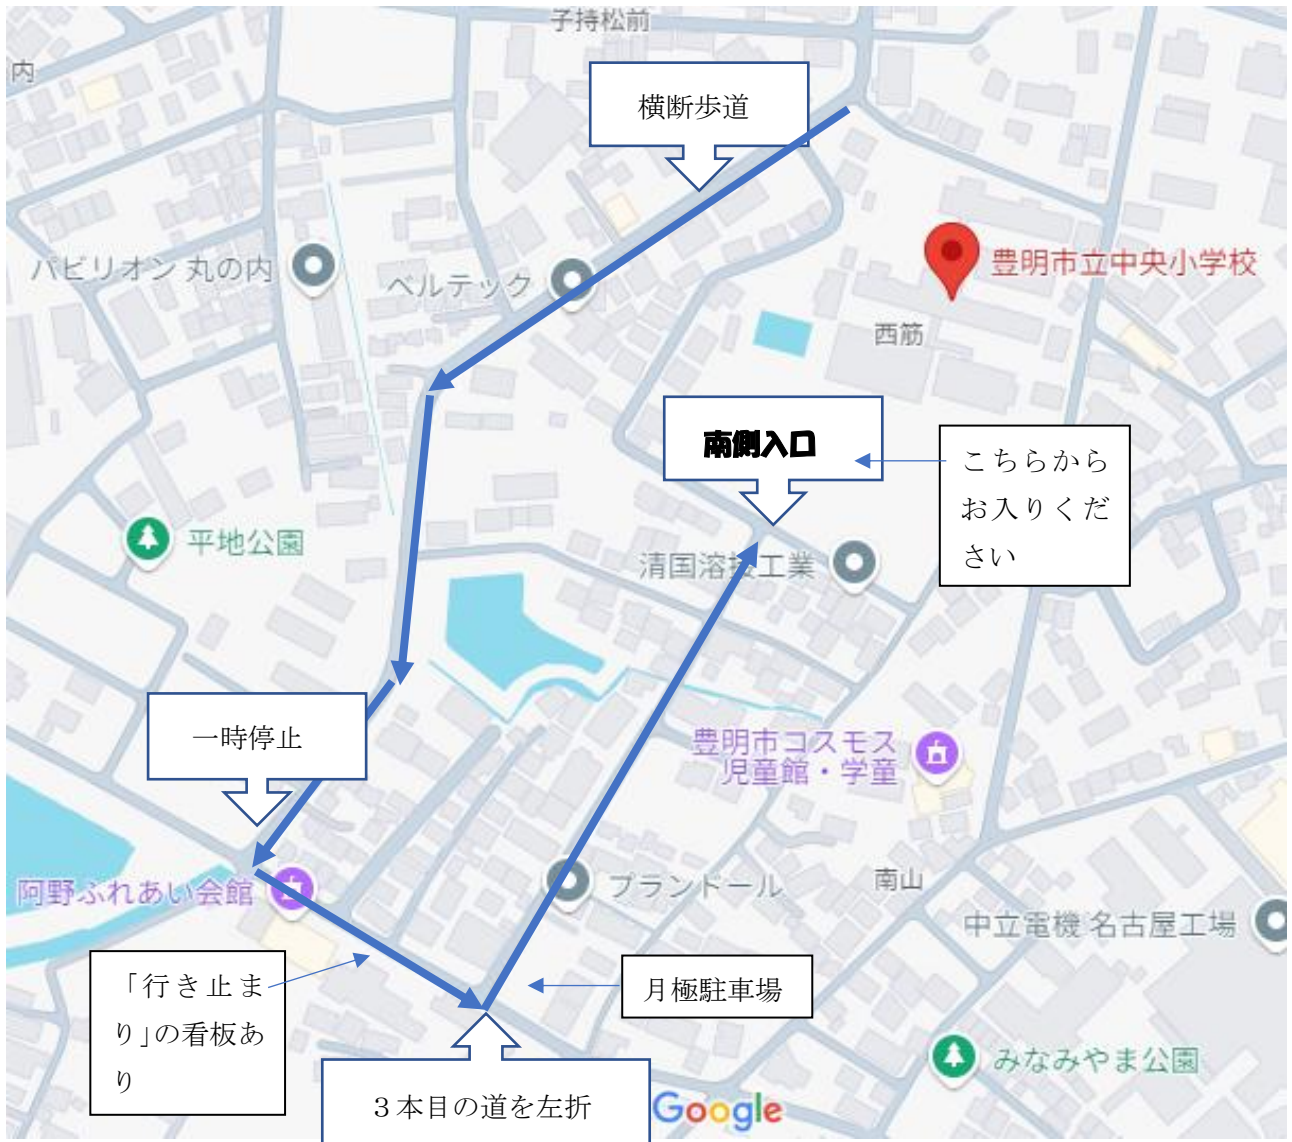 子持松前
内
横断歩道
パビリオン 丸の内
ベルテック
豊明市立中央小学校
西筋
南側入口
こちらから
お入りくだ
さい
平地公園
清国溶接工業
一時停止
豊明市コスモス
児童館・学童
阿野ふれあい会館
プランドール
南山
中立電機 名古屋工場
「行き止ま
り」の看板あ
り
月極駐車場
みなみやま公園
３本目の道を左折
Google